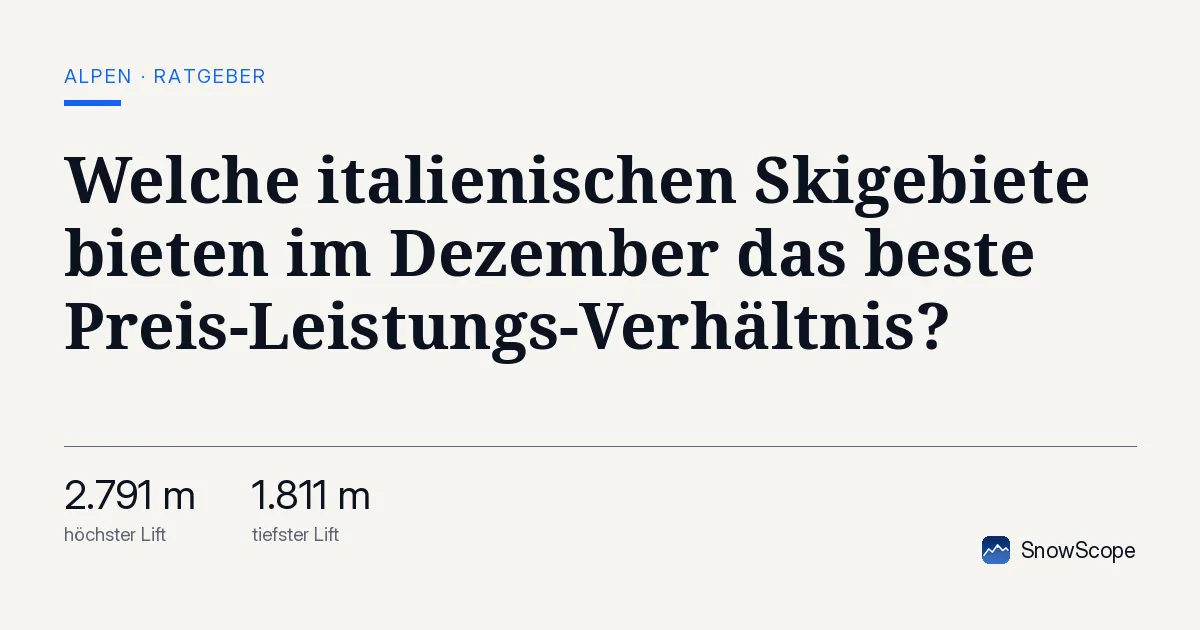 ALPEN · RATGEBER
Welche italienischen Skigebiete
bieten im Dezember das beste
Preis-Leistungs-Verhältnis?
2.791 m
höchster Lift
1.811 m
tiefster Lift
SnowScope